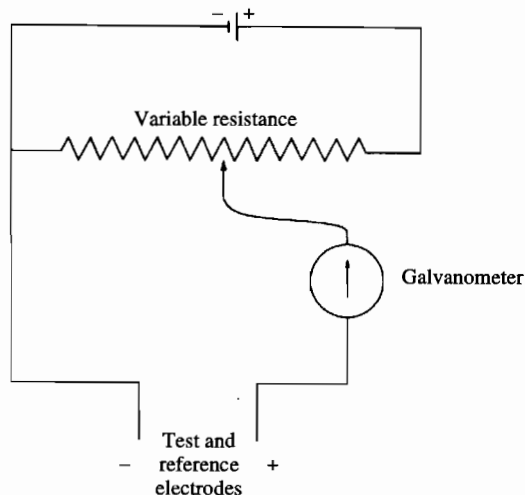 − +
Variable resistance
Galvanometer
Test and
− reference +
electrodes